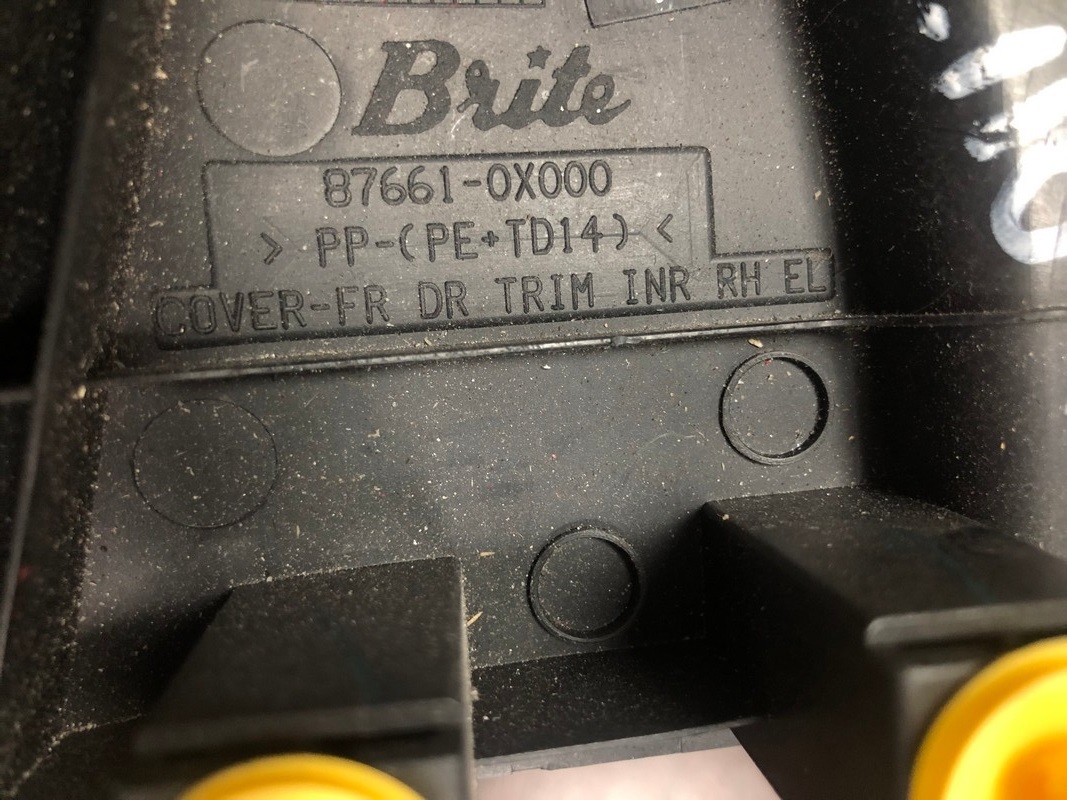 Brite
87661-0X000
> PP-(PE+TD14) <
COVER-FR DR TRIM INR RH EL